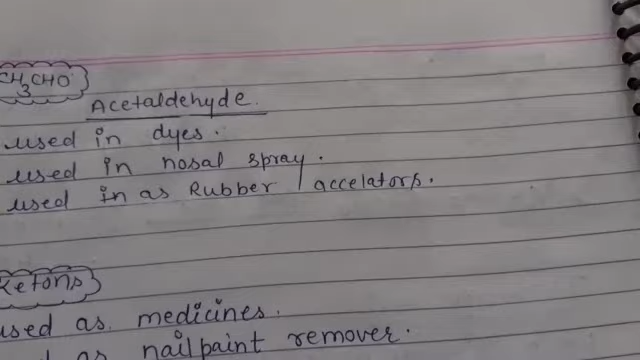 CH3CHO
Acetaldehyde.
used in dyes.
used in nosal spray.
used in as Rubber accelators.
Ketons
used as medicines.
as nailpaint remover.